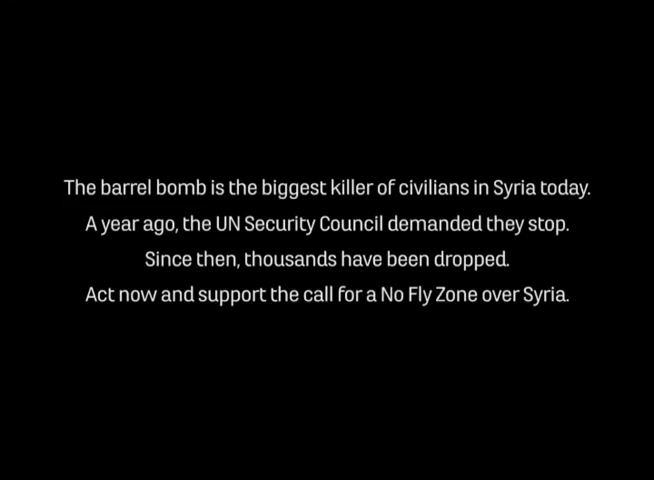 The barrel bomb is the biggest killer of civilians in Syria today.
A year ago, the UN Security Council demanded they stop.
Since then, thousands have been dropped.
Act now and support the call for a No Fly Zone over Syria.